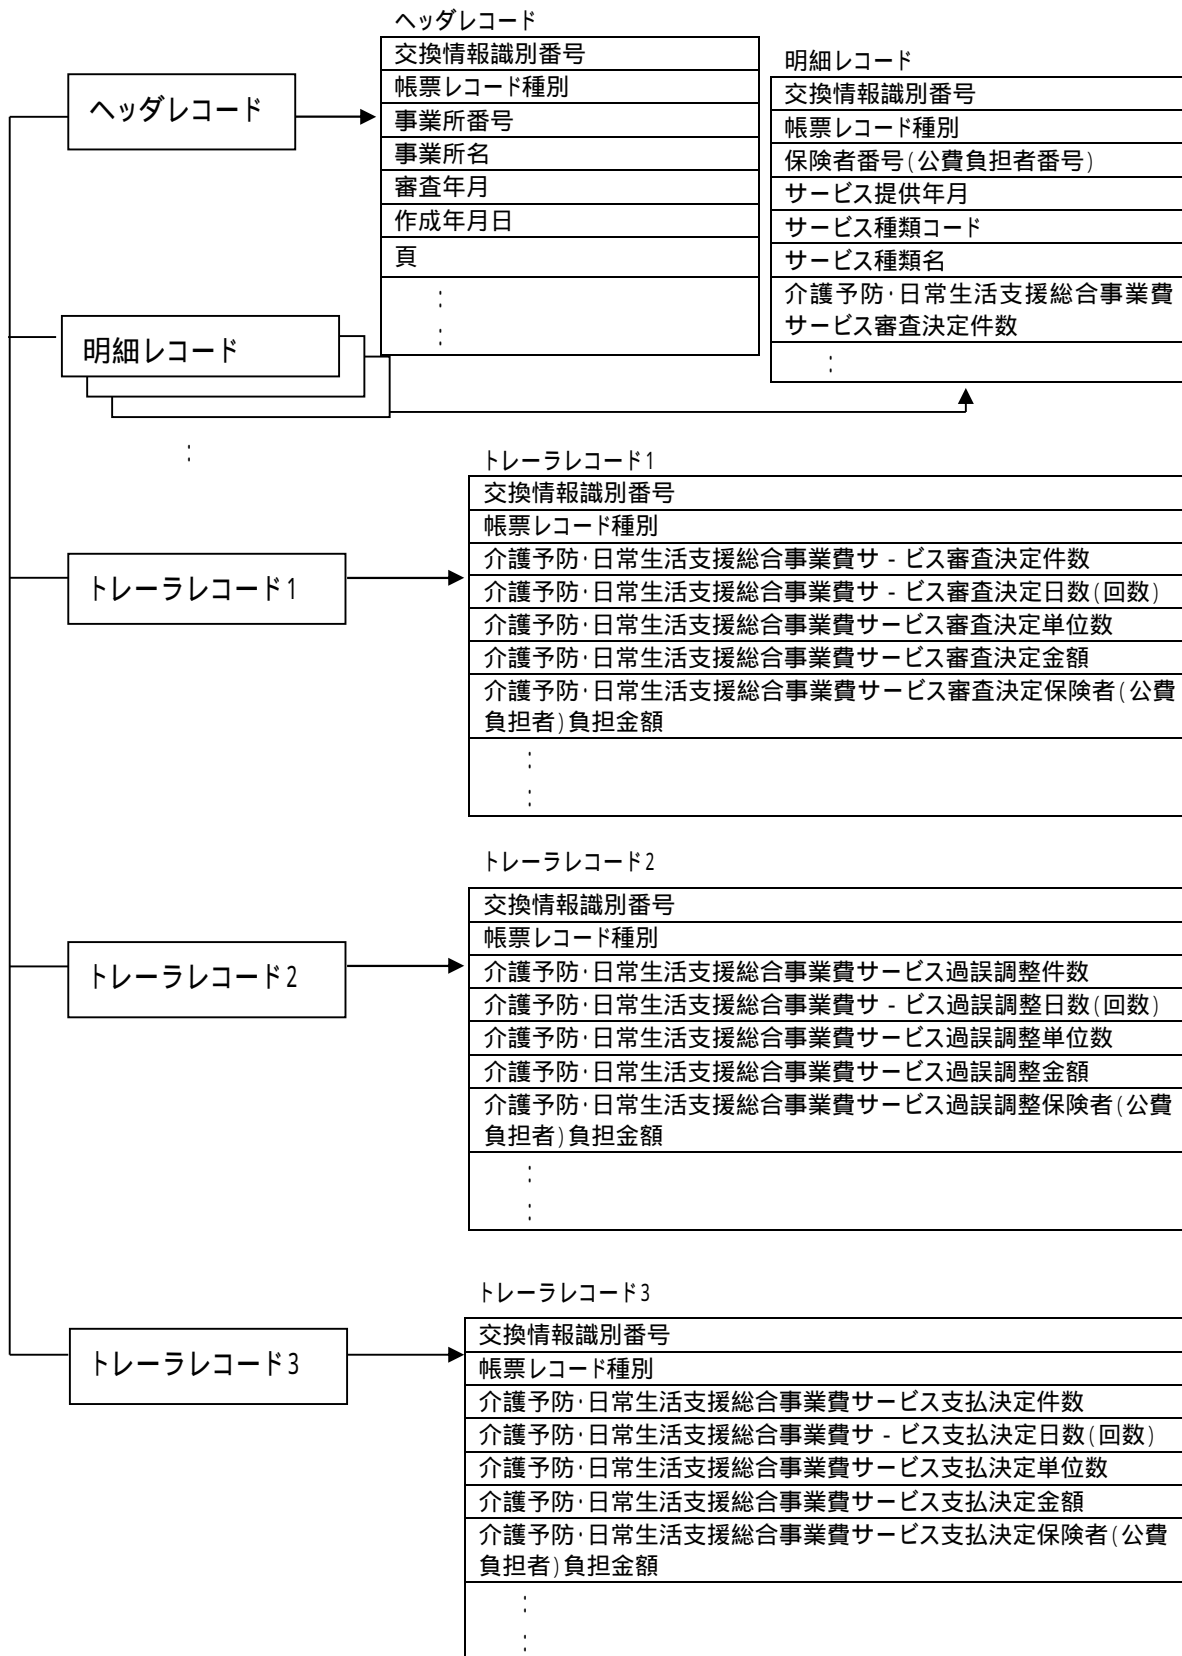 ヘッダレコード
ヘッダレコード
交換情報識別番号
帳票レコード種別
事業所番号
事業所名
審査年月
作成年月日
頁
:
:
明細レコード
明細レコード
交換情報識別番号
帳票レコード種別
保険者番号(公費負担者番号)
サービス提供年月
サービス種類コード
サービス種類名
介護予防・日常生活支援総合事業費
サービス審査決定件数
:
:
トレーラレコード1
トレーラレコード1
交換情報識別番号
帳票レコード種別
介護予防・日常生活支援総合事業費サ-ビス審査決定件数
介護予防・日常生活支援総合事業費サ-ビス審査決定日数(回数)
介護予防・日常生活支援総合事業費サービス審査決定単位数
介護予防・日常生活支援総合事業費サービス審査決定金額
介護予防・日常生活支援総合事業費サービス審査決定保険者(公費
負担者)負担金額
:
:
トレーラレコード2
トレーラレコード2
交換情報識別番号
帳票レコード種別
介護予防・日常生活支援総合事業費サービス過誤調整件数
介護予防・日常生活支援総合事業費サ-ビス過誤調整日数(回数)
介護予防・日常生活支援総合事業費サービス過誤調整単位数
介護予防・日常生活支援総合事業費サービス過誤調整金額
介護予防・日常生活支援総合事業費サービス過誤調整保険者(公費
負担者)負担金額
:
:
トレーラレコード3
トレーラレコード3
交換情報識別番号
帳票レコード種別
介護予防・日常生活支援総合事業費サービス支払決定件数
介護予防・日常生活支援総合事業費サ-ビス支払決定日数(回数)
介護予防・日常生活支援総合事業費サービス支払決定単位数
介護予防・日常生活支援総合事業費サービス支払決定金額
介護予防・日常生活支援総合事業費サービス支払決定保険者(公費
負担者)負担金額
:
: